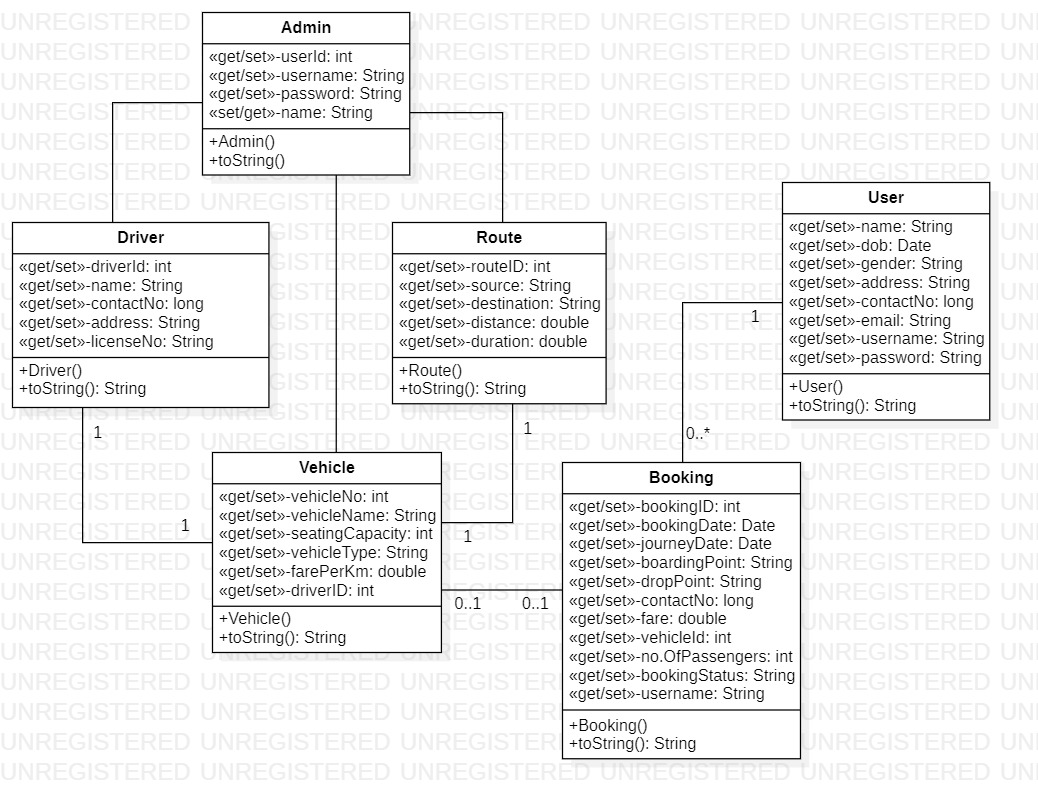 Admin
«get/set»-userId: int
«get/set»-username: String
«get/set»-password: String
«set/get»-name: String
+Admin()
+toString()
Driver
«get/set»-driverId: int
«get/set»-name: String
«get/set»-contactNo: long
«get/set»-address: String
«get/set»-licenseNo: String
+Driver()
+toString(): String
Route
«get/set»-routeID: int
«get/set»-source: String
«get/set»-destination: String
«get/set»-distance: double
«get/set»-duration: double
+Route()
+toString(): String
User
«get/set»-name: String
«get/set»-dob: Date
«get/set»-gender: String
«get/set»-address: String
«get/set»-contactNo: long
«get/set»-email: String
«get/set»-username: String
«get/set»-password: String
+User()
+toString(): String
1
0..*
1
1
1
1
Vehicle
«get/set»-vehicleNo: int
«get/set»-vehicleName: String
«get/set»-seatingCapacity: int
«get/set»-vehicleType: String
«get/set»-farePerKm: double
«get/set»-driverID: int
+Vehicle()
+toString(): String
0..1
0..1
Booking
«get/set»-bookingID: int
«get/set»-bookingDate: Date
«get/set»-journeyDate: Date
«get/set»-boardingPoint: String
«get/set»-dropPoint: String
«get/set»-contactNo: long
«get/set»-fare: double
«get/set»-vehicleId: int
«get/set»-no.OfPassengers: int
«get/set»-bookingStatus: String
«get/set»-username: String
+Booking()
+toString(): String
UNREGISTERED